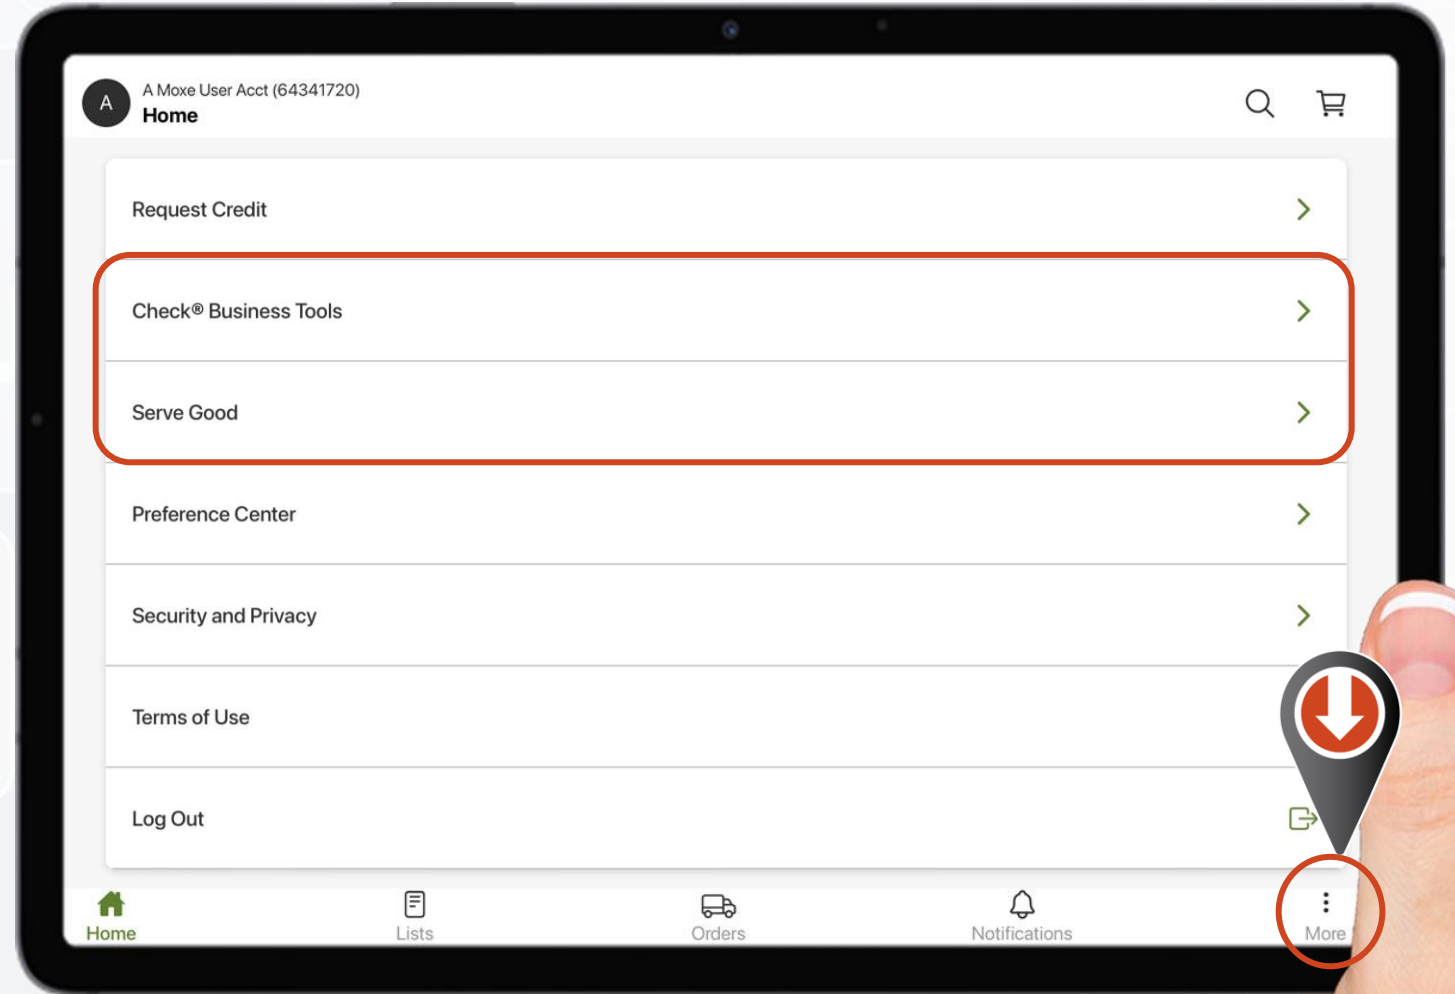 A
A Moxe User Acct (64341720)
Home
Request Credit
Check® Business Tools
Serve Good
Preference Center
Security and Privacy
Terms of Use
Log Out
Home
Lists
Orders
Notifications
More